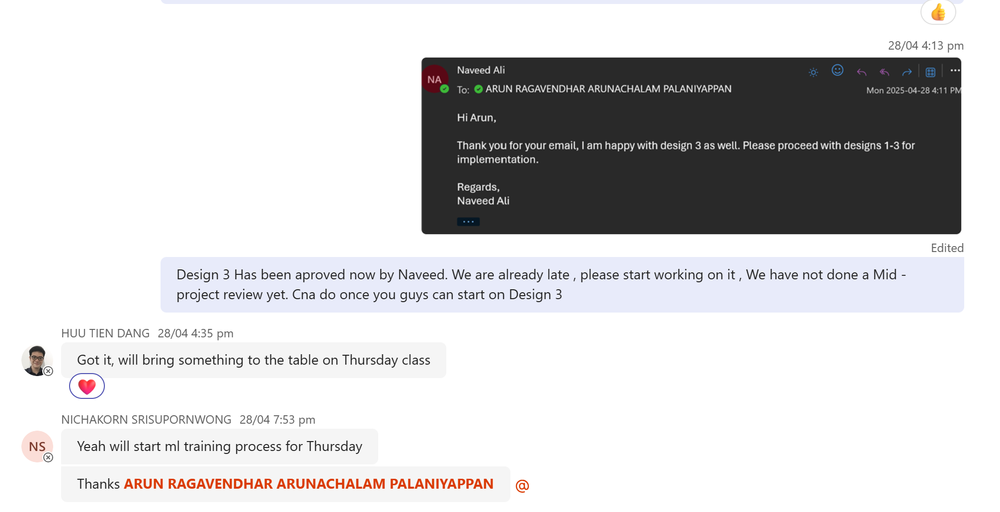 28/04 4:13 pm
NA
Naveed Ali
To: ARUN RAGAVENDHAR ARUNACHALAM PALANIYAPPAN
Mon 2025-04-28 4:11 PM
Hi Arun,
Thank you for your email, I am happy with design 3 as well. Please proceed with designs 1-3 for
implementation.
Regards,
Naveed Ali
Edited
Design 3 Has been aproved now by Naveed. We are already late , please start working on it , We have not done a Mid -
project review yet. Cna do once you guys can start on Design 3
HUU TIEN DANG 28/04 4:35 pm
Got it, will bring something to the table on Thursday class
NICHAKORN SRISUPORNWONG 28/04 7:53 pm
NS
Yeah will start ml training process for Thursday
Thanks ARUN RAGAVENDHAR ARUNACHALAM PALANIYAPPAN @